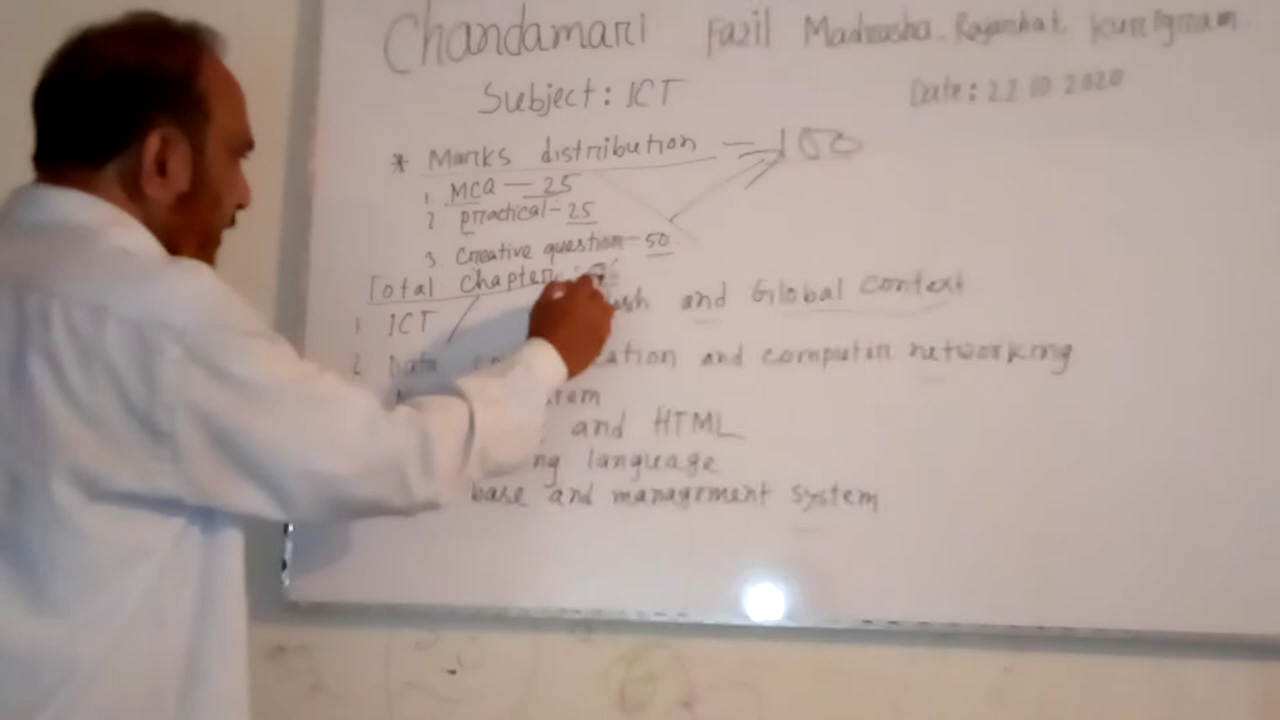 Chandamari Fazil Madrasha. Rajarhat. Kurigram
Subject: ICT
Date: 22 10 2020
* Marks distribution — 100
1. MCQ — 25
2 Practical - 25
3. Creative question - 50
Total chapter
1 ICT and Global context
2 Data and computer networking
and HTML
language
base and management system